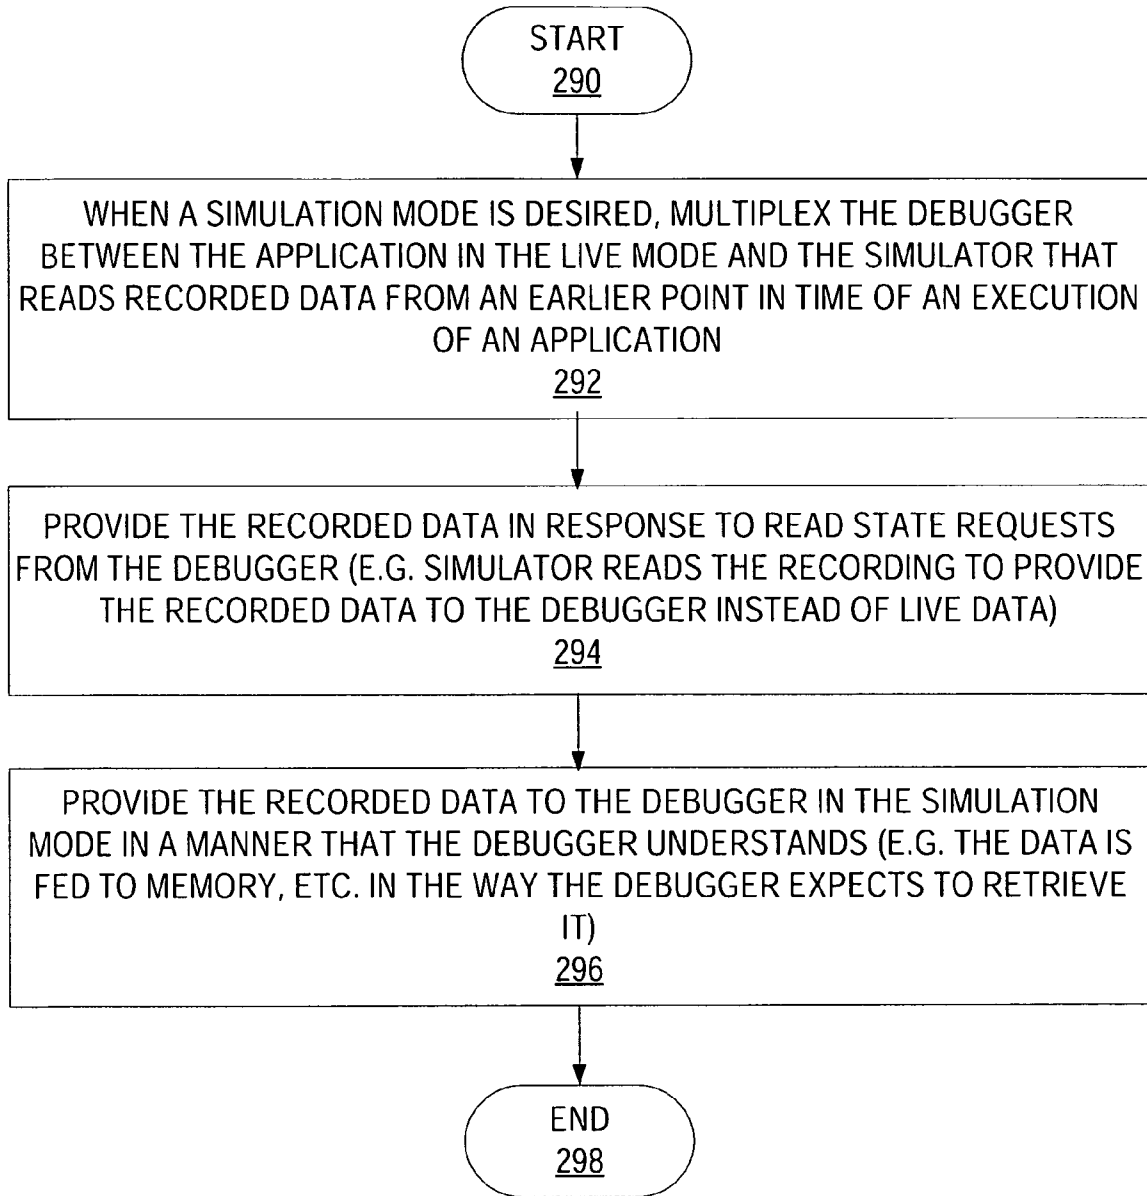 START
290
WHEN A SIMULATION MODE IS DESIRED, MULTIPLEX THE DEBUGGER
BETWEEN THE APPLICATION IN THE LIVE MODE AND THE SIMULATOR THAT
READS RECORDED DATA FROM AN EARLIER POINT IN TIME OF AN EXECUTION
OF AN APPLICATION
292
PROVIDE THE RECORDED DATA IN RESPONSE TO READ STATE REQUESTS
FROM THE DEBUGGER (E.G. SIMULATOR READS THE RECORDING TO PROVIDE
THE RECORDED DATA TO THE DEBUGGER INSTEAD OF LIVE DATA)
294
PROVIDE THE RECORDED DATA TO THE DEBUGGER IN THE SIMULATION
MODE IN A MANNER THAT THE DEBUGGER UNDERSTANDS (E.G. THE DATA IS
FED TO MEMORY, ETC. IN THE WAY THE DEBUGGER EXPECTS TO RETRIEVE
IT)
296
END
298